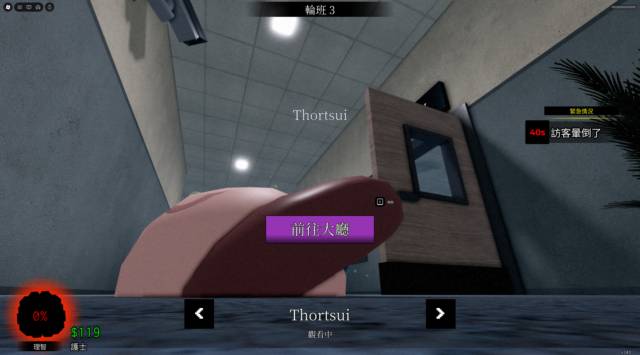 輪班 3
Thortsui
緊急情況
40s 訪客暈倒了
前往大廳
0%
$119
理智
護士
<
Thortsui
>
觀看中